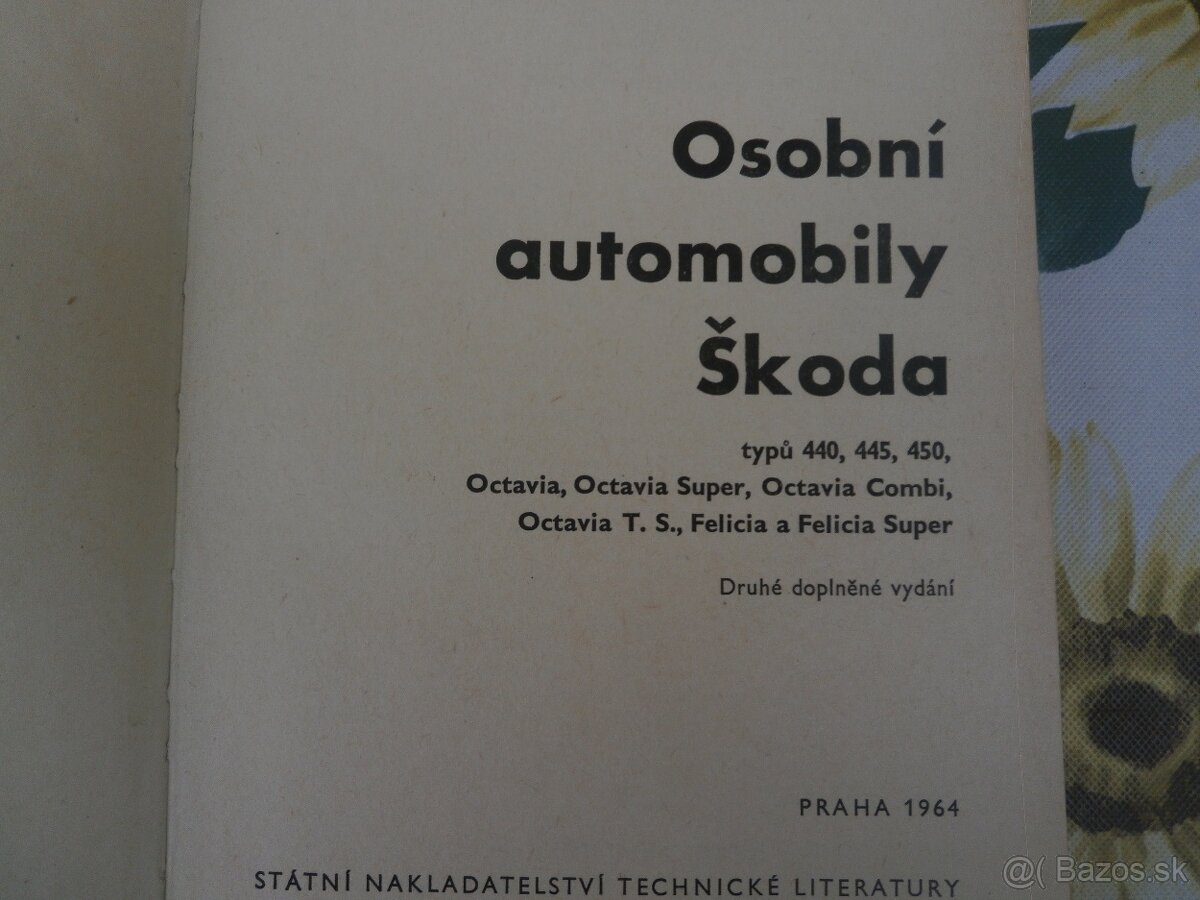 Osobní
automobily
Škoda
typů 440, 445, 450,
Octavia, Octavia Super, Octavia Combi,
Octavia T. S., Felicia a Felicia Super
Druhé doplněné vydání
PRAHA 1964
STÁTNÍ NAKLADATELSTVÍ TECHNICKÉ LITERATURY
@( Bazos.sk